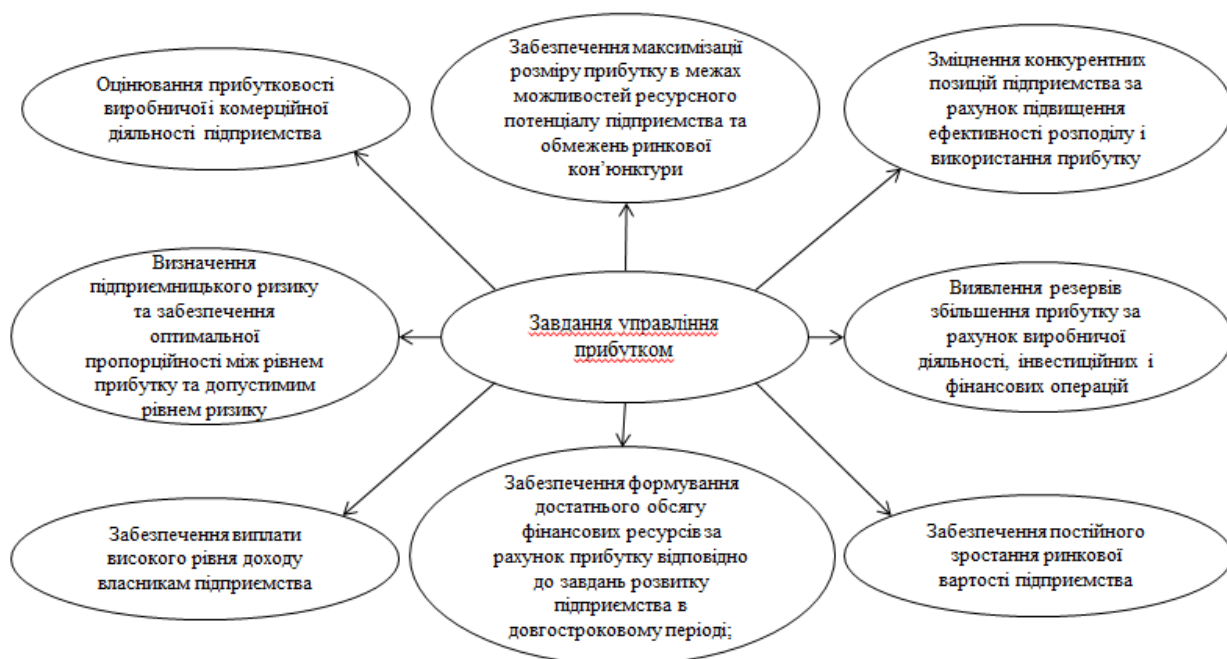 Оцінювання прибутковості
виробничої і комерційної
діяльності підприємства
Забезпечення максимізації
розміру прибутку в межах
можливостей ресурсного
потенціалу підприємства та
обмежень ринкової
кон’юнктури
Зміцнення конкурентних
позицій підприємства за
рахунок підвищення
ефективності розподілу і
використання прибутку
Визначення
підприємницького ризику
та забезпечення
оптимальної
пропорційності між рівнем
прибутку та допустимим
рівнем ризику
Завдання управління
прибутком
Виявлення резервів
збільшення прибутку за
рахунок виробничої
діяльності, інвестиційних і
фінансових операцій
Забезпечення виплати
високого рівня доходу
власникам підприємства
Забезпечення формування
достатнього обсягу
фінансових ресурсів за
рахунок прибутку відповідно
до завдань розвитку
підприємства в
довгостроковому періоді;
Забезпечення постійного
зростання ринкової
вартості підприємства